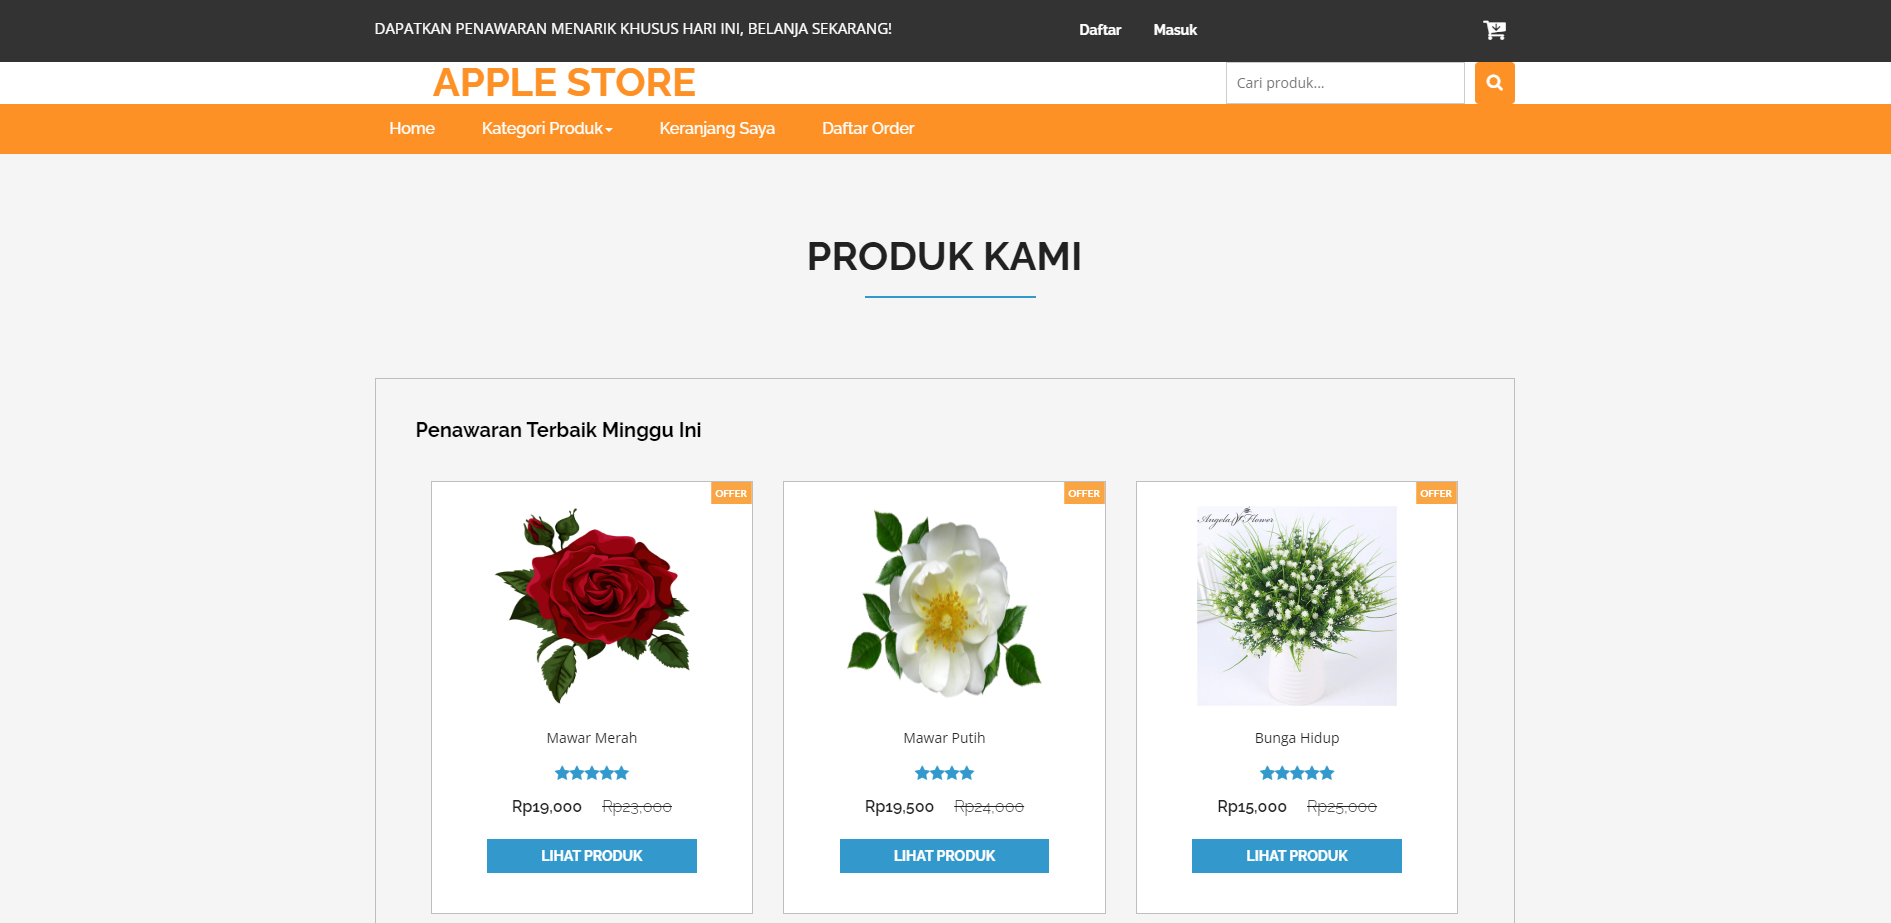 DAPATKAN PENAWARAN MENARIK KHUSUS HARI INI, BELANJA SEKARANG!
Daftar
Masuk
APPLE STORE
Cari produk...
Home
Kategori Produk
Keranjang Saya
Daftar Order
PRODUK KAMI
Penawaran Terbaik Minggu Ini
OFFER
Mawar Merah
Rp19,000 Rp23,000
LIHAT PRODUK
OFFER
Mawar Putih
Rp19,500 Rp24,000
LIHAT PRODUK
OFFER
Angela Flower
Bunga Hidup
Rp15,000 Rp25,000
LIHAT PRODUK